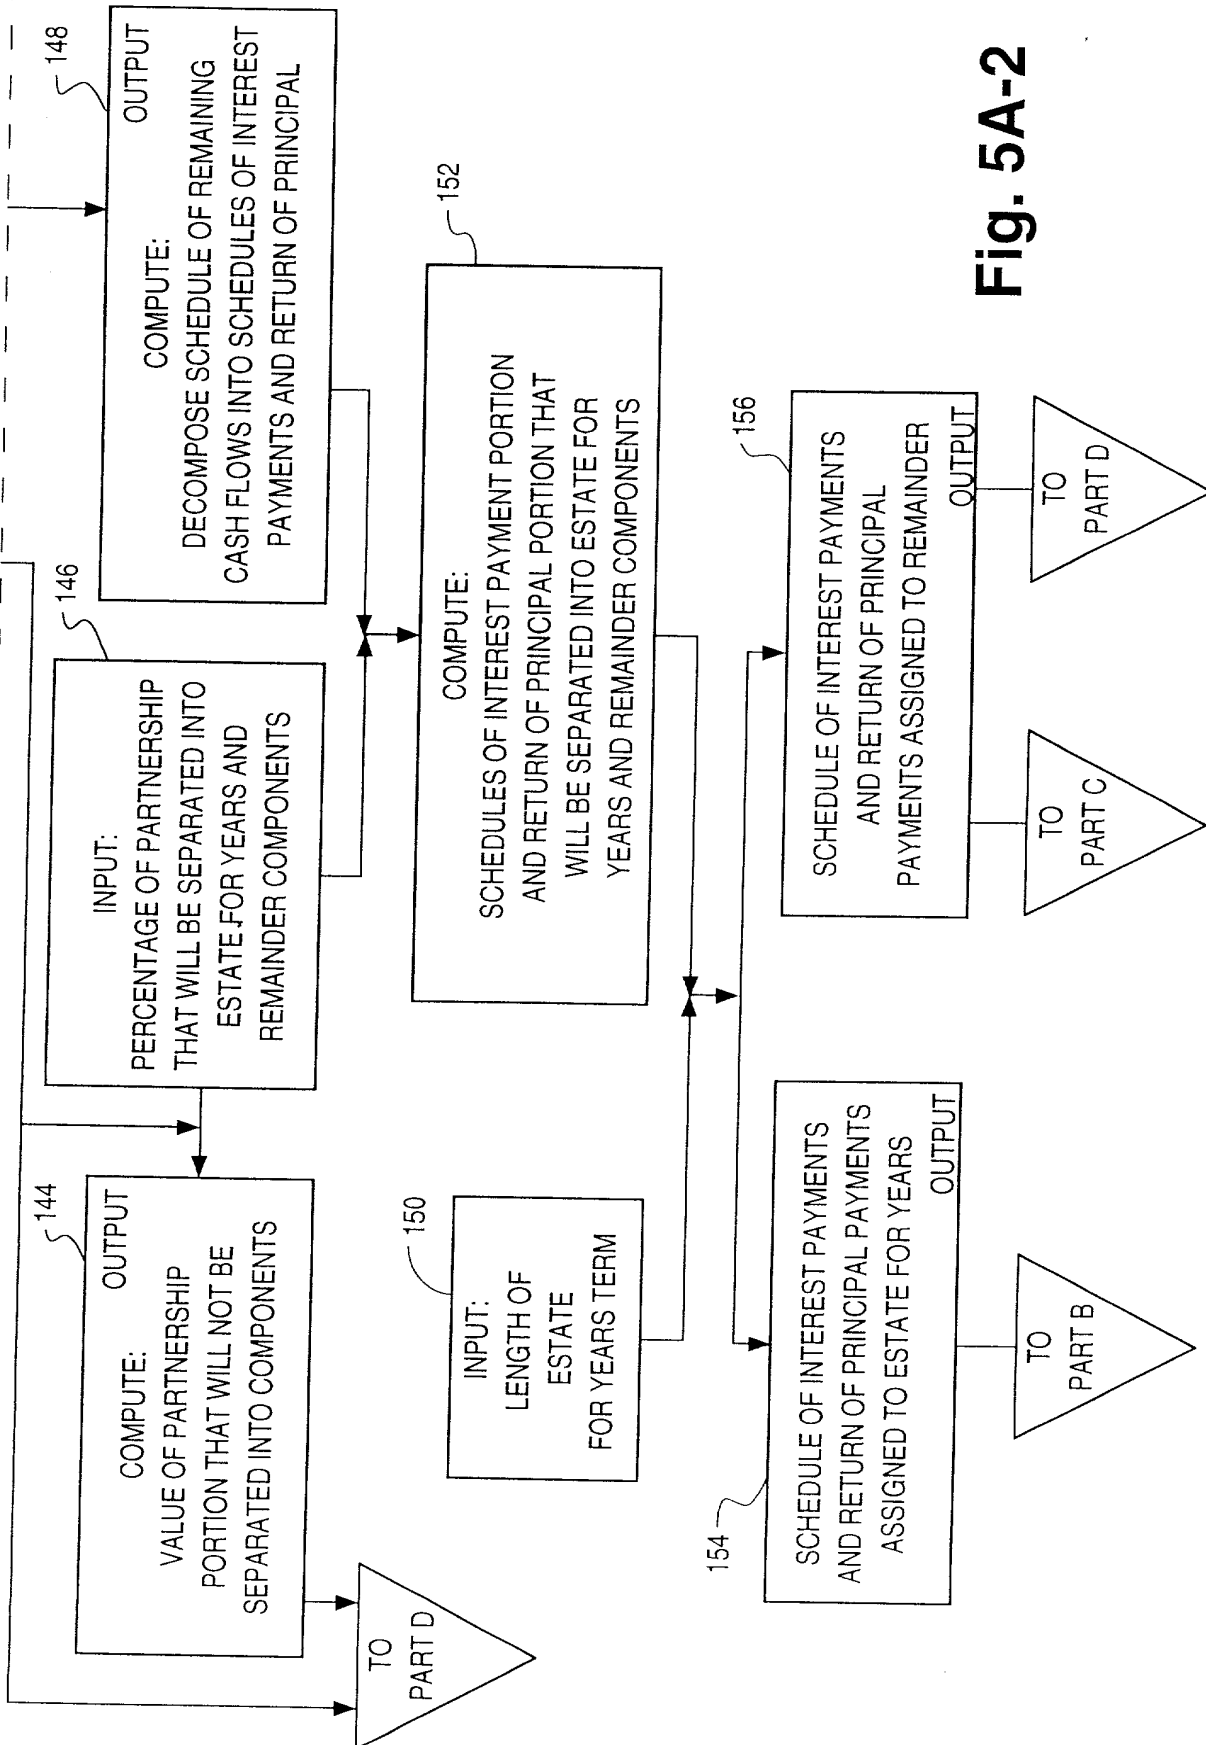 144
OUTPUT
COMPUTE:
VALUE OF PARTNERSHIP
PORTION THAT WILL NOT BE
SEPARATED INTO COMPONENTS
146
INPUT:
PERCENTAGE OF PARTNERSHIP
THAT WILL BE SEPARATED INTO
ESTATE FOR YEARS AND
REMAINDER COMPONENTS
148
OUTPUT
COMPUTE:
DECOMPOSE SCHEDULE OF REMAINING
CASH FLOWS INTO SCHEDULES OF INTEREST
PAYMENTS AND RETURN OF PRINCIPAL
TO
PART D
150
INPUT:
LENGTH OF
ESTATE
FOR YEARS TERM
152
COMPUTE:
SCHEDULES OF INTEREST PAYMENT PORTION
AND RETURN OF PRINCIPAL PORTION THAT
WILL BE SEPARATED INTO ESTATE FOR
YEARS AND REMAINDER COMPONENTS
154
SCHEDULE OF INTEREST PAYMENTS
AND RETURN OF PRINCIPAL PAYMENTS
ASSIGNED TO ESTATE FOR YEARS
OUTPUT
156
SCHEDULE OF INTEREST PAYMENTS
AND RETURN OF PRINCIPAL
PAYMENTS ASSIGNED TO REMAINDER
OUTPUT
TO
PART B
TO
PART C
TO
PART D
Fig. 5A-2